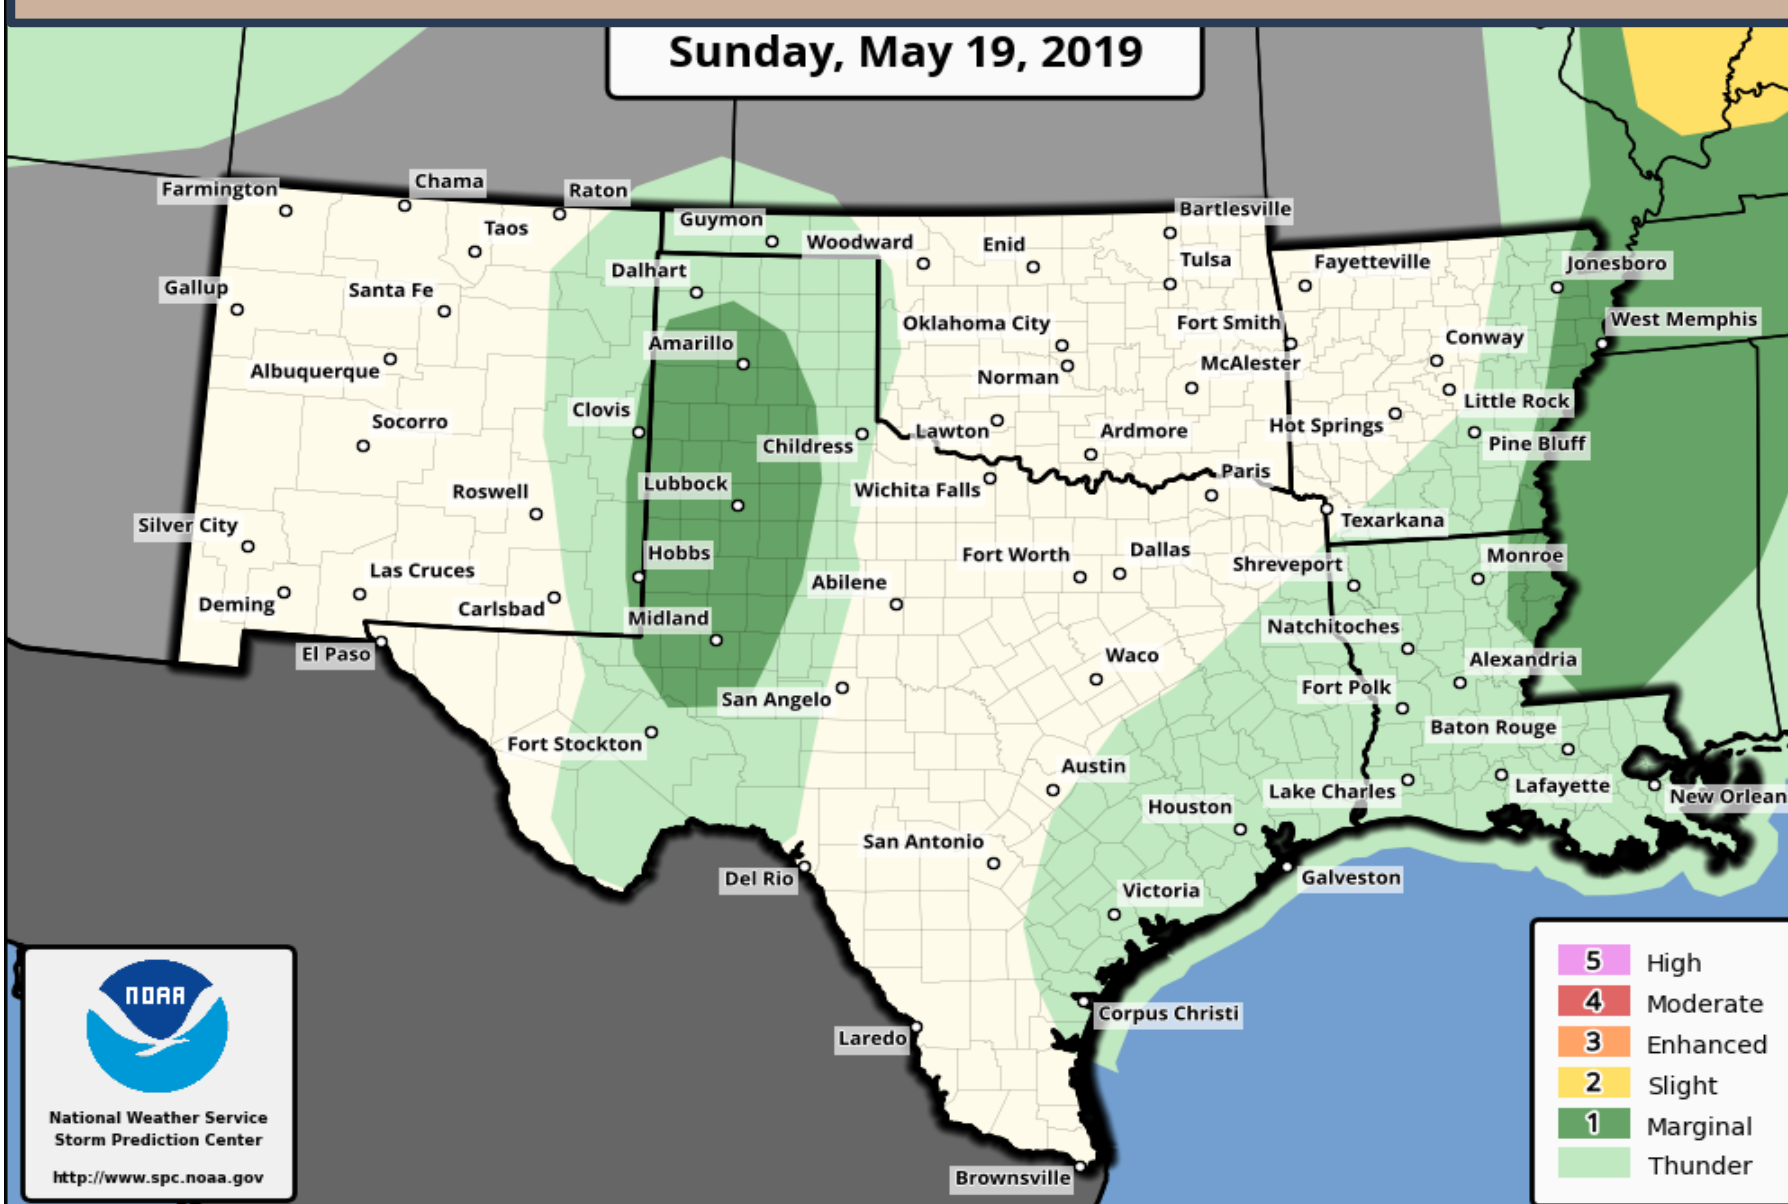 Sunday, May 19, 2019
Farmington
Chama
Raton
Taos
Guymon
Woodward
Enid
Bartlesville
Tulsa
Fayetteville
Jonesboro
Gallup
Santa Fe
Dalhart
Oklahoma City
Fort Smith
Conway
West Memphis
Albuquerque
Amarillo
Norman
McAlester
Little Rock
Socorro
Clovis
Childress
Lawton
Ardmore
Hot Springs
Pine Bluff
Roswell
Lubbock
Wichita Falls
Paris
Texarkana
Silver City
Hobbs
Fort Worth
Dallas
Shreveport
Monroe
Las Cruces
Deming
Carlsbad
Midland
Abilene
Natchitoches
El Paso
Waco
Alexandria
San Angelo
Fort Polk
Fort Stockton
Baton Rouge
Austin
Lake Charles
Lafayette
New Orlean
Houston
San Antonio
Del Rio
Galveston
Victoria
Corpus Christi
Laredo
Brownsville
NOAA
National Weather Service
Storm Prediction Center
http://www.spc.noaa.gov
5 High
4 Moderate
3 Enhanced
2 Slight
1 Marginal
Thunder